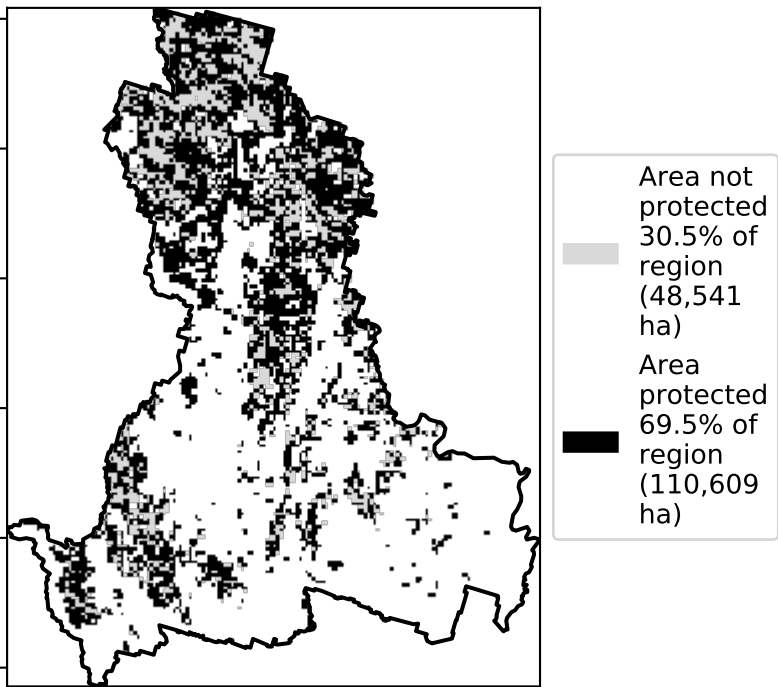 Area not
protected
30.5% of
region
(48,541
ha)
Area
protected
69.5% of
region
(110,609
ha)